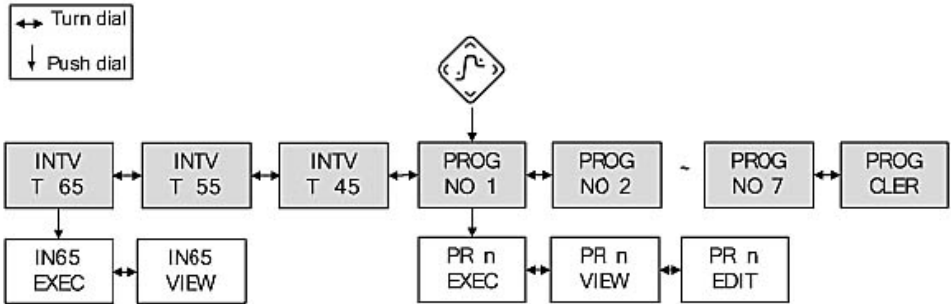 Turn dial
Push dial
INTV INTV INTV PROG PROG ~ PROG PROG
T 65 T 55 T 45 NO 1 NO 2 NO 7 CLER
IN65 IN65 PR n PR n PR n
EXEC VIEW EXEC VIEW EDIT